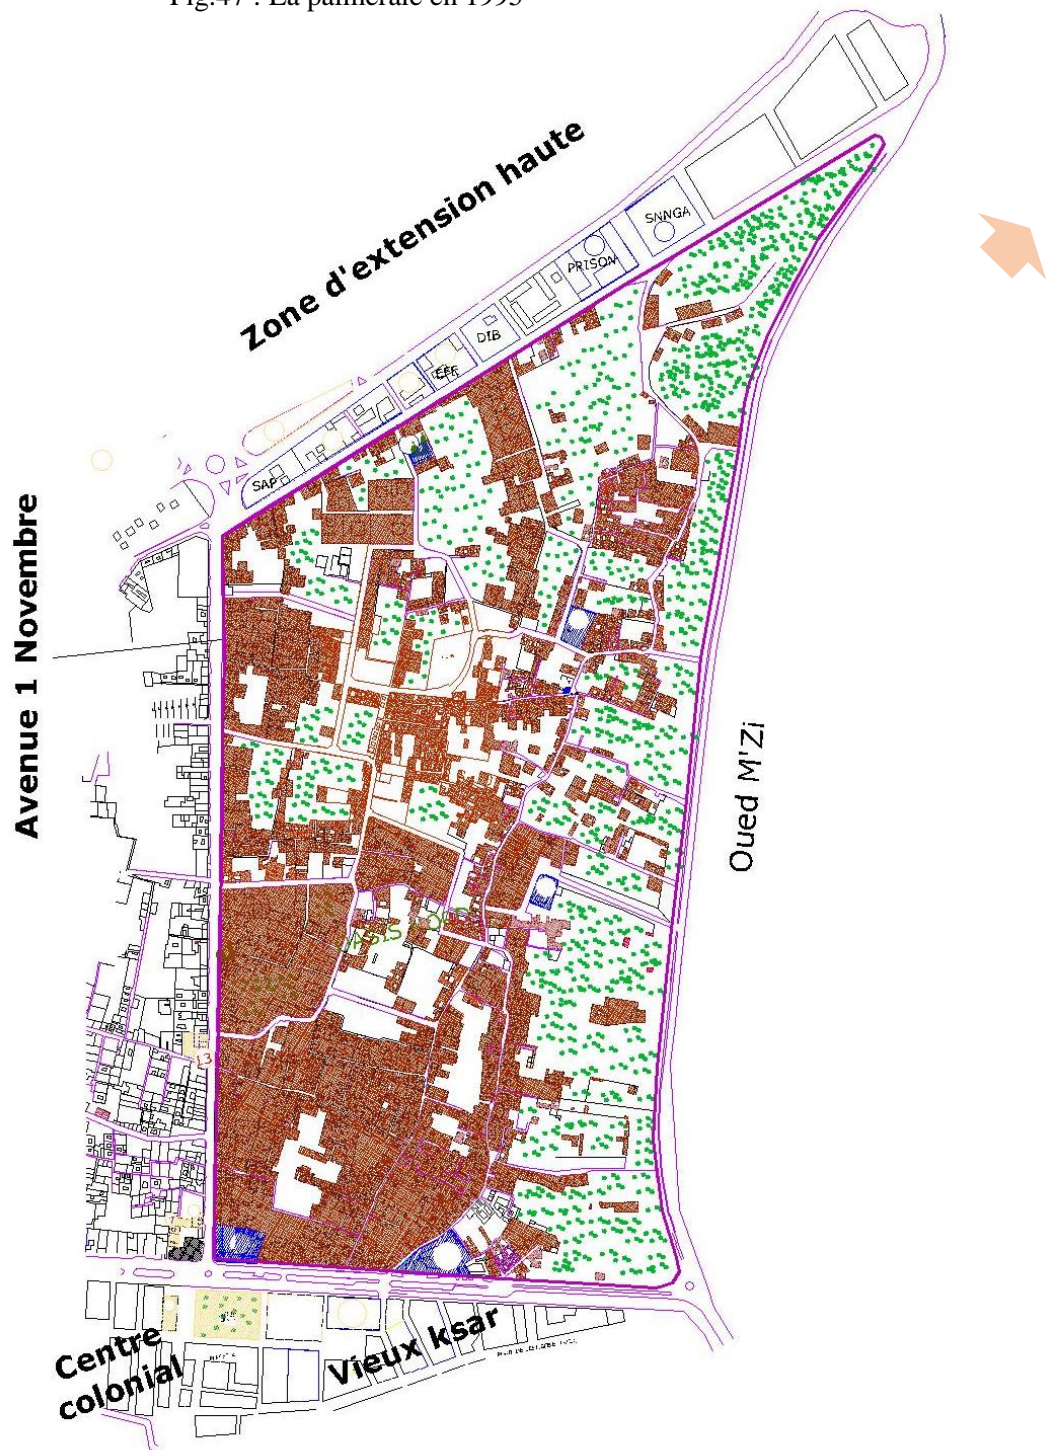 Fig.47 : La palmeraie en 1995
Zone d'extension haute
SNNGA
PRISON
DIB
SAP
Avenue 1 Novembre
Oued M'Zi
13
Centre
colonial
Vieux ksar